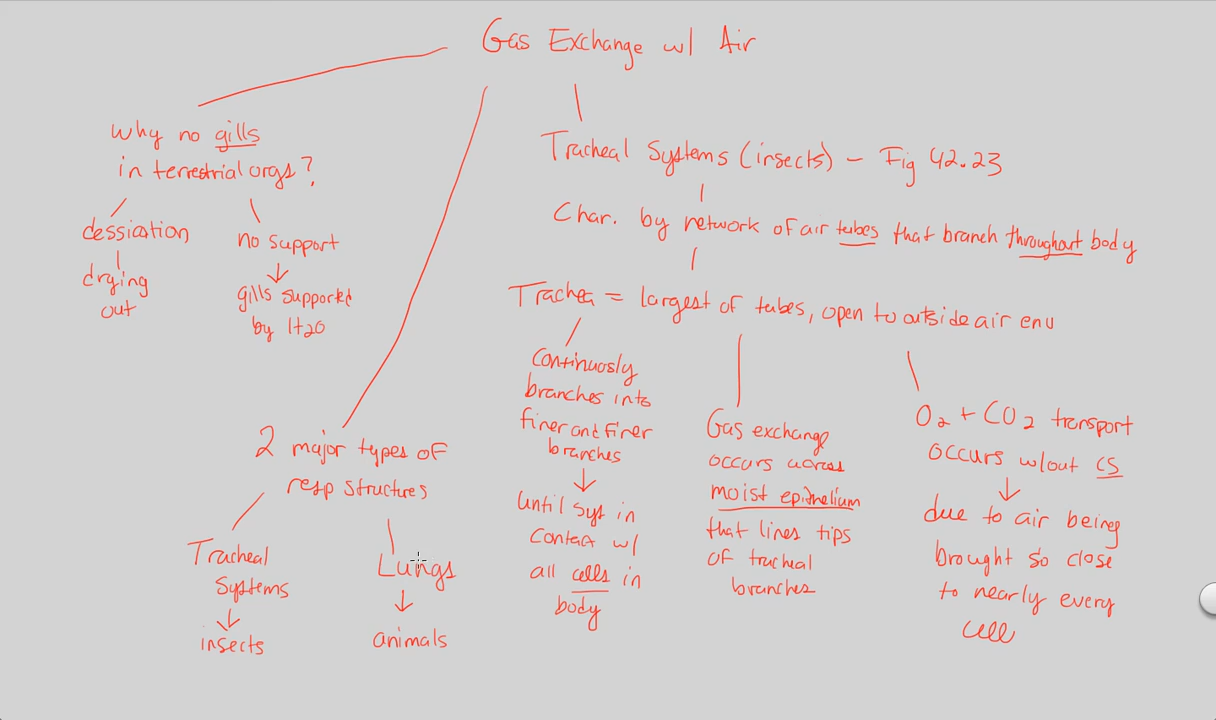 Gas Exchange w/ Air
Why no gills
in terrestrial orgs?
dessication
drying
out
no support
gills supported
by H2O
2 major types of
resp structures
Tracheal
Systems
insects
Lungs
animals
Tracheal Systems (insects) - Fig 42.23
Char. by network of air tubes that branch throughout body
Trachea = largest of tubes, open to outside air env
Continuously
branches into
finer and finer
branches
until sys in
contact w/
all cells in
body
Gas exchange
occurs across
moist epithelium
that lines tips
of tracheal
branches
O2 + CO2 transport
occurs w/out CS
due to air being
brought so close
to nearly every
cell